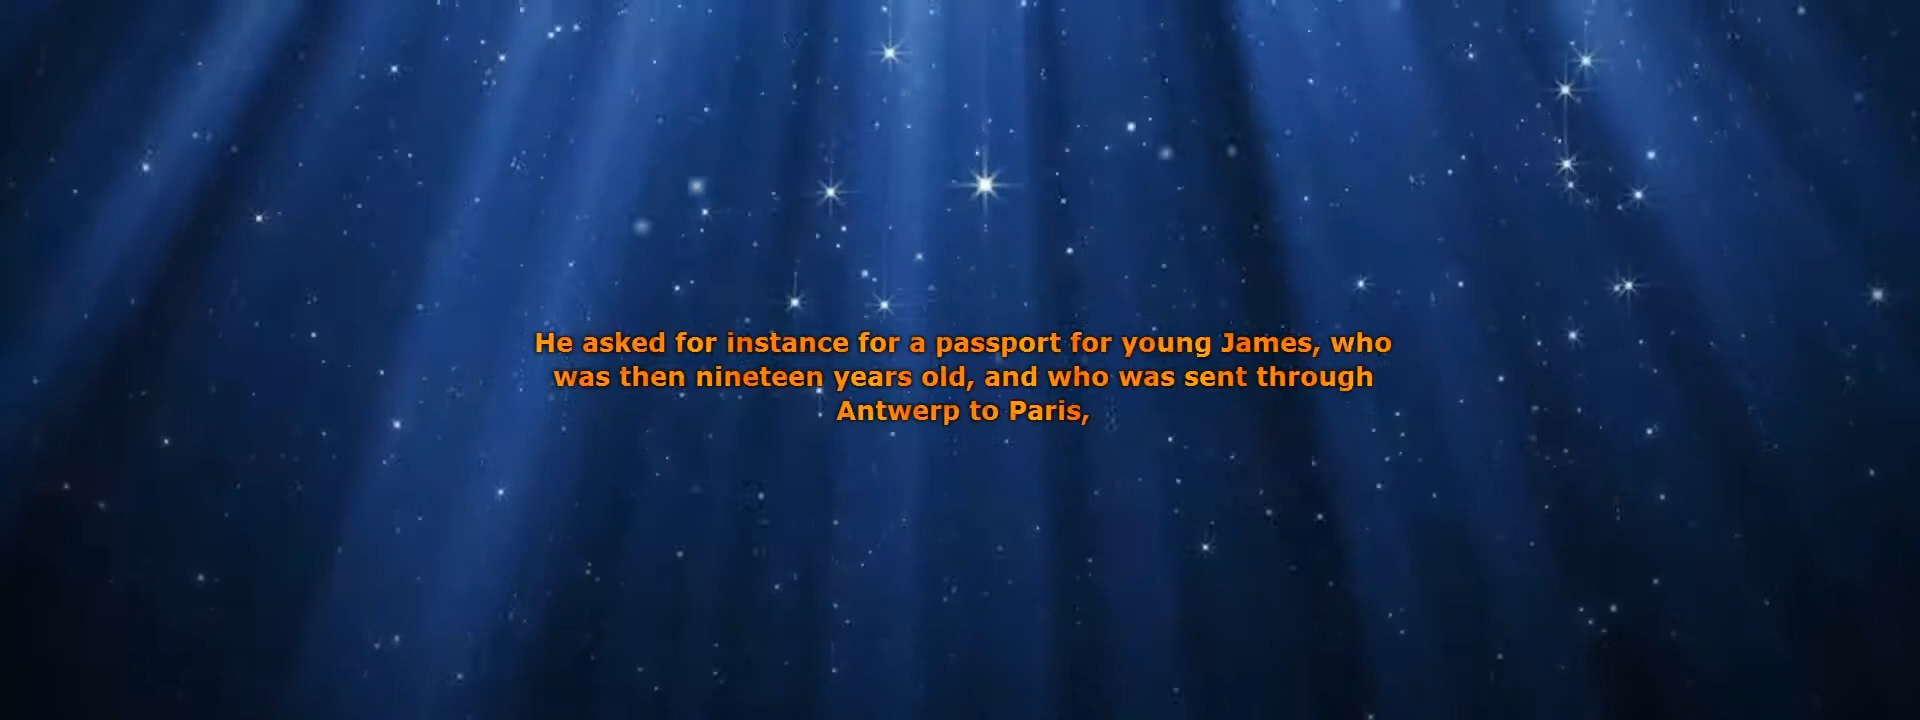 He asked for instance for a passport for young James, who
was then nineteen years old, and who was sent through
Antwerp to Paris,